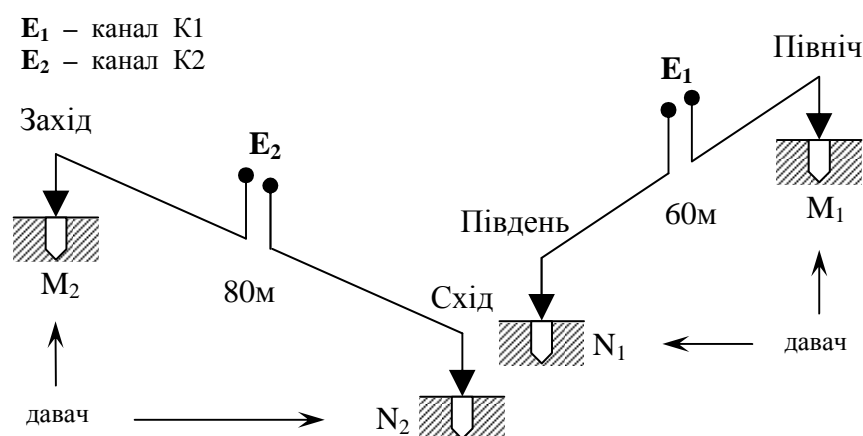 E₁ – канал К1
E₂ – канал К2
Північ
E₁
Захід
E₂
M₁
60м
Південь
M₂
80м
Схід
N₁
давач
давач
N₂